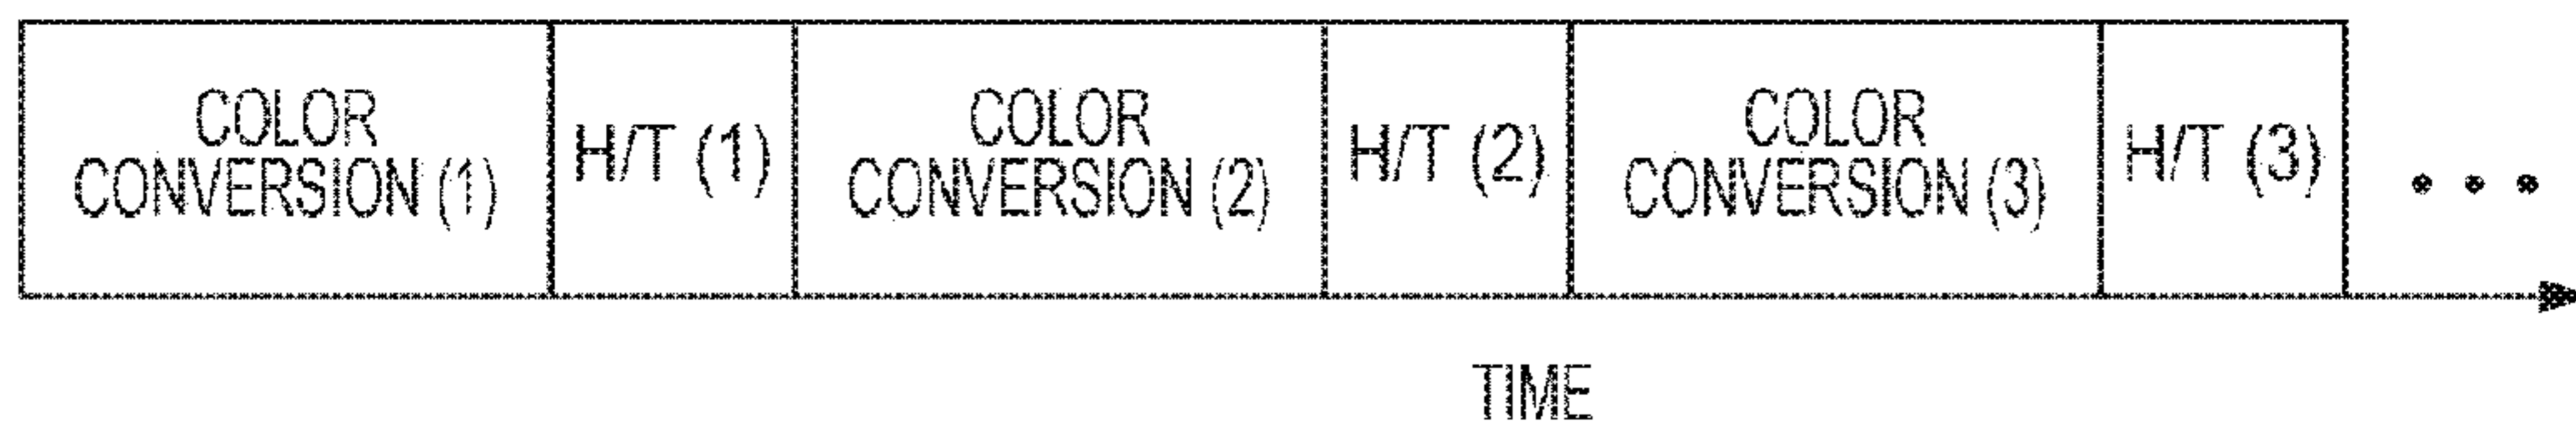 COLOR
CONVERSION (1)
H/T (1)
COLOR
CONVERSION (2)
H/T (2)
COLOR
CONVERSION (3)
H/T (3)
• • •
TIME